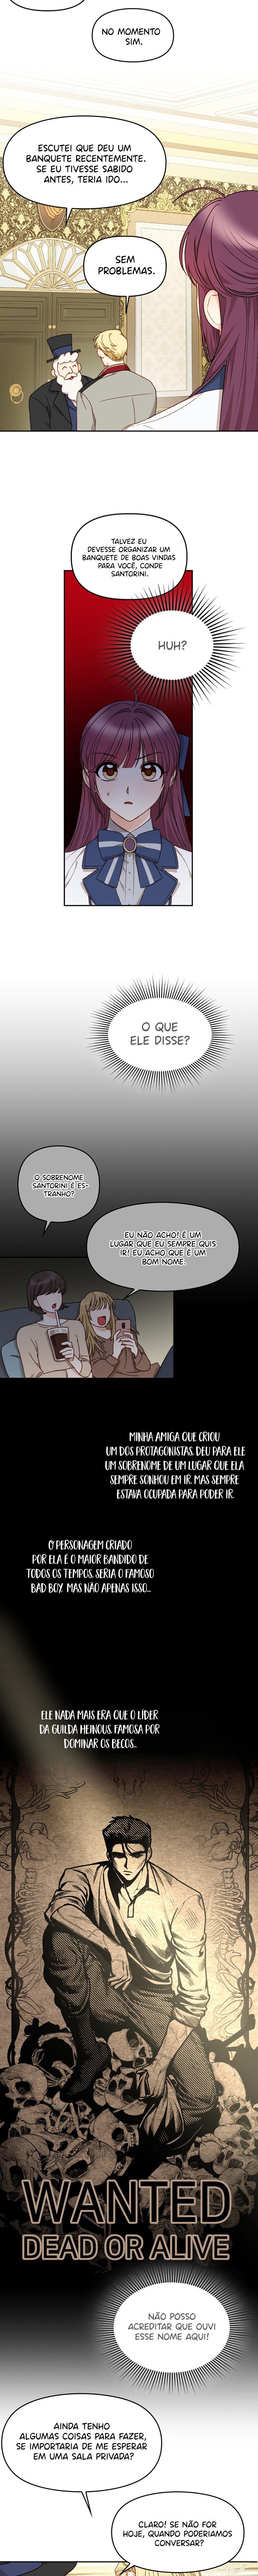 NO MOMENTO
SIM.
ESCUTEI QUE DEU UM
BANQUETE RECENTEMENTE.
SE EU TIVESSE SABIDO
ANTES, TERIA IDO...
SEM
PROBLEMAS.
TALVEZ EU
DEVESSE ORGANIZAR UM
BANQUETE DE BOAS VINDAS
PARA VOCÊ, CONDE
SANTORINI.
HUH?
O QUE
ELE DISSE?
O SOBRENOME
SANTORINI É ES-
TRANHO?
EU NÃO ACHO! É UM
LUGAR QUE EU SEMPRE QUIS
IR! EU ACHO QUE É UM
BOM NOME.
MINHA AMIGA QUE CRIOU
UM DOS PROTAGONISTAS, DEU PARA ELE
UM SOBRENOME DE UM LUGAR QUE ELA
SEMPRE SONHOU EM IR. MAS SEMPRE
ESTAVA OCUPADA PARA PODER IR.
O PERSONAGEM CRIADO
POR ELA É O MAIOR BANDIDO DE
TODOS OS TEMPOS. SERIA O FAMOSO
BAD BOY. MAS NÃO APENAS ISSO...
ELE NADA MAIS ERA QUE O LÍDER
DA GUILDA HEINOUS. FAMOSA POR
DOMINAR OS BECOS...
WANTED
DEAD OR ALIVE
NÃO POSSO
ACREDITAR QUE OUVI
ESSE NOME AQUI!
AINDA TENHO
ALGUMAS COISAS PARA FAZER,
SE IMPORTARIA DE ME ESPERAR
EM UMA SALA PRIVADA?
CLARO! SE NÃO FOR
HOJE, QUANDO PODERIAMOS
CONVERSAR?